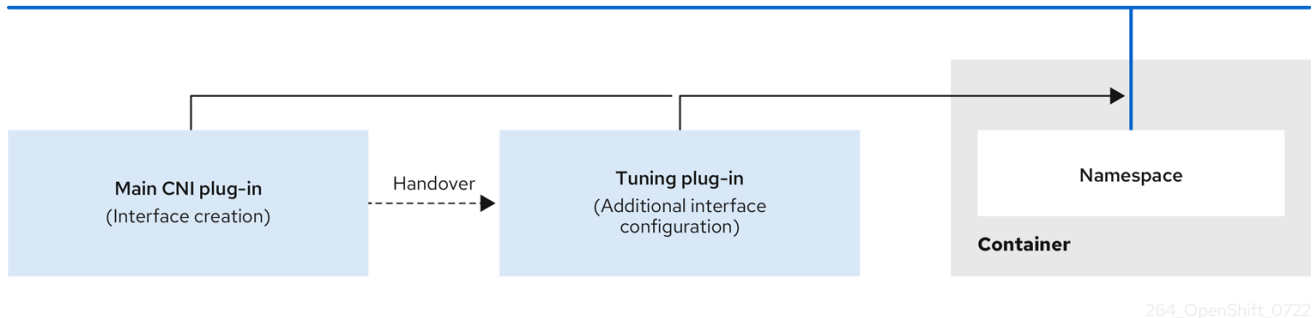 Main CNI plug-in
(Interface creation)
Handover
Tuning plug-in
(Additional interface
configuration)
Namespace
Container
264_OpenShift_0722